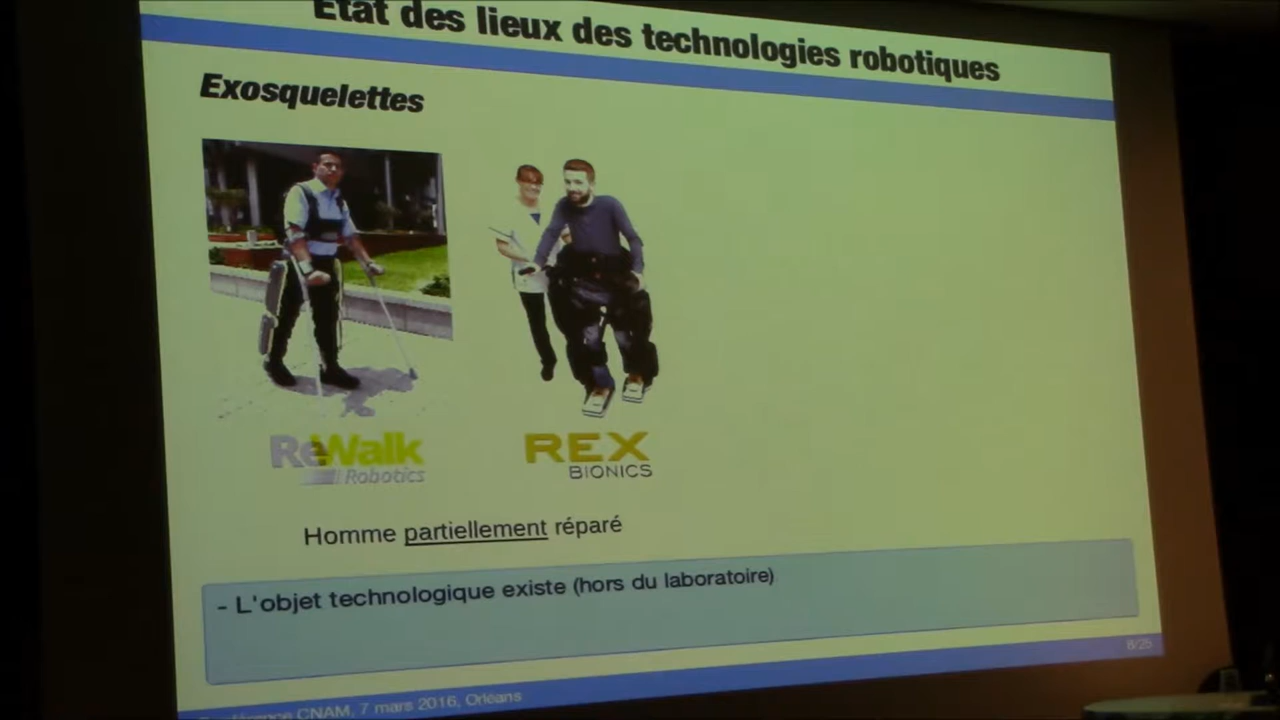 État des lieux des technologies robotiques
Exosquelettes
ReWalk
Robotics
REX
BIONICS
Homme partiellement réparé
- L'objet technologique existe (hors du laboratoire)
8/25
Conférence CNAM, 7 mars 2016, Orléans